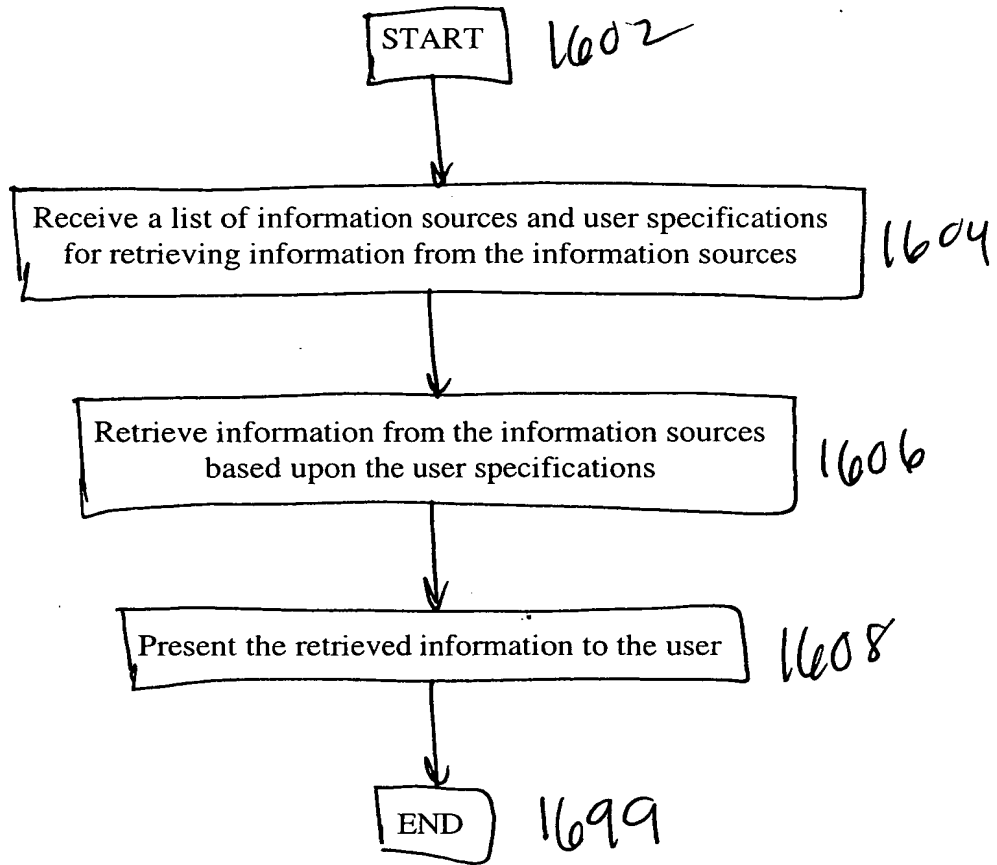 START 1602
Receive a list of information sources and user specifications
for retrieving information from the information sources 1604
Retrieve information from the information sources
based upon the user specifications 1606
Present the retrieved information to the user 1608
END 1699